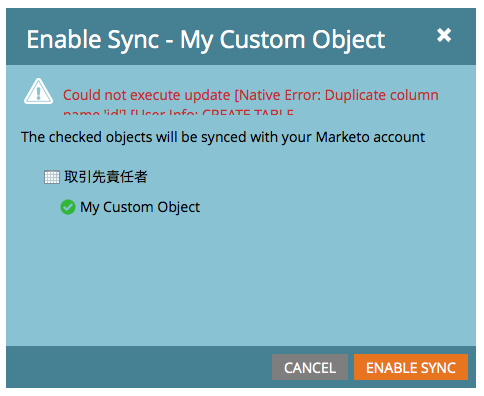 Enable Sync - My Custom Object
Could not execute update [Native Error: Duplicate column
name 'id'] [User Info: CREATE TABLE
The checked objects will be synced with your Marketo account
取引先責任者
My Custom Object
CANCEL
ENABLE SYNC